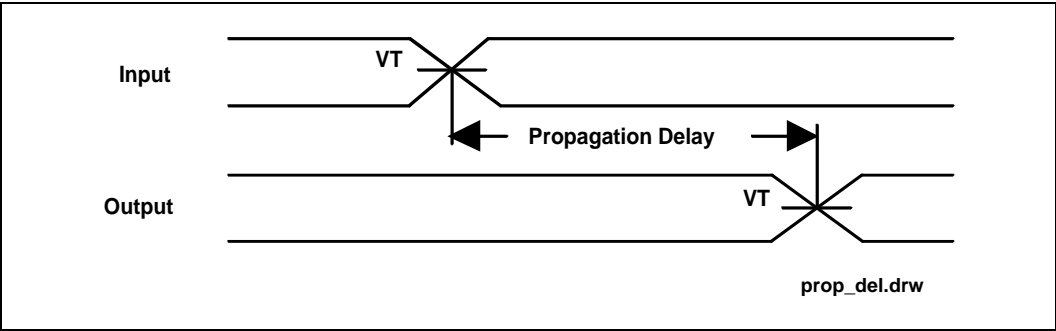 VT
Input
Propagation Delay
VT
Output
prop_del.drw